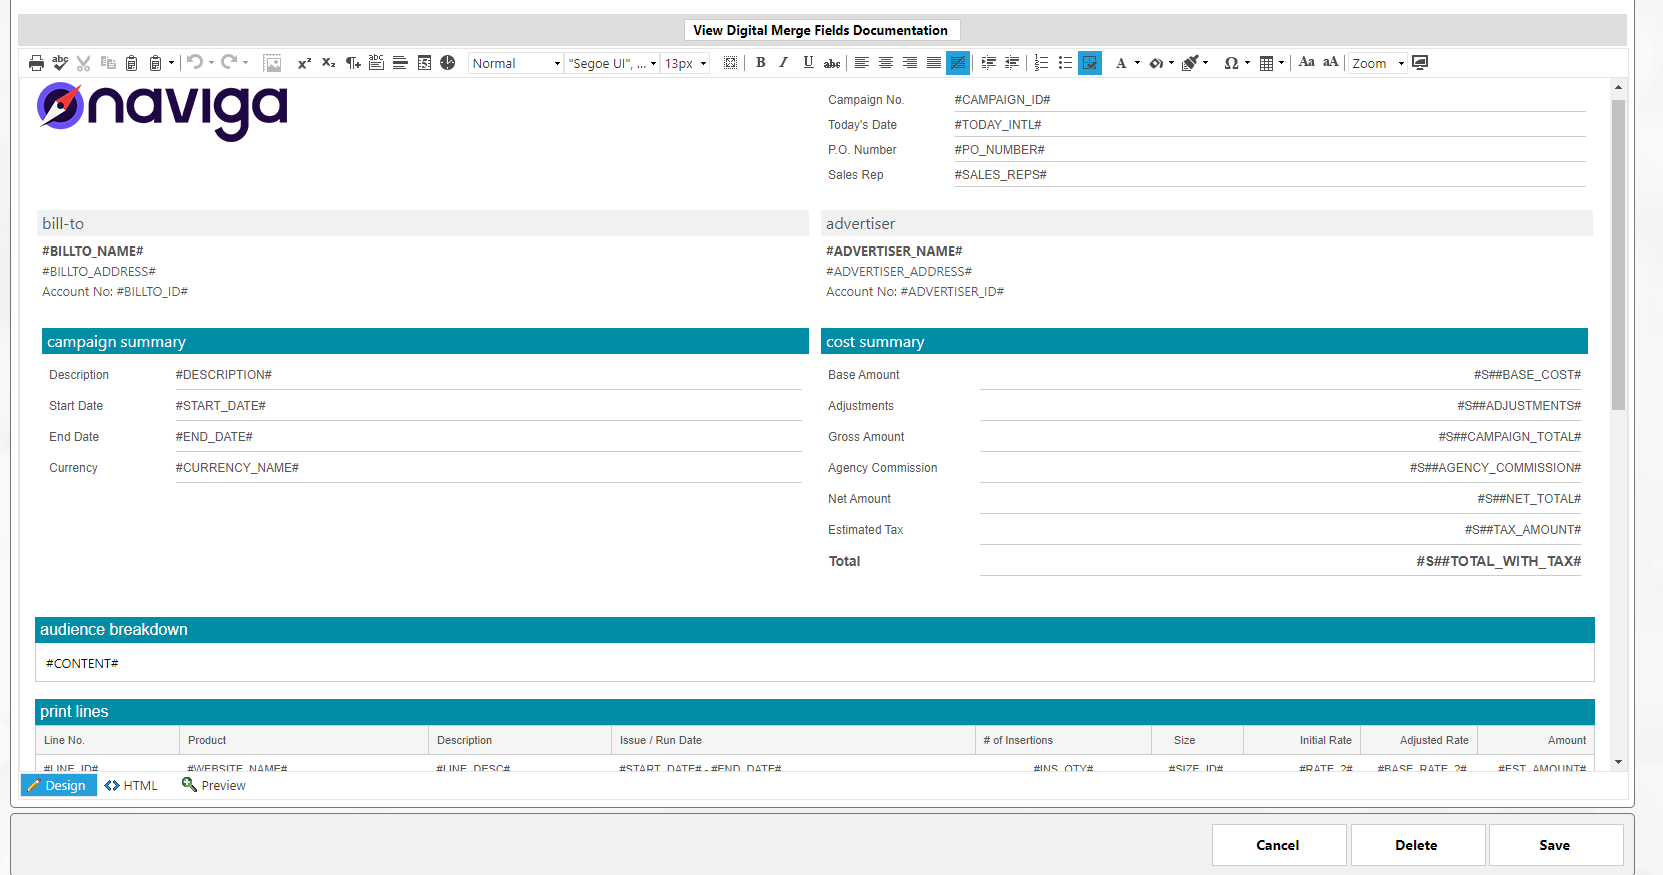 View Digital Merge Fields Documentation
Normal "Segoe UI", ... 13px Zoom
naviga
Campaign No. #CAMPAIGN_ID#
Today's Date #TODAY_INTL#
P.O. Number #PO_NUMBER#
Sales Rep #SALES_REPS#
bill-to advertiser
#BILLTO_NAME# #ADVERTISER_NAME#
#BILLTO_ADDRESS# #ADVERTISER_ADDRESS#
Account No: #BILLTO_ID# Account No: #ADVERTISER_ID#
campaign summary cost summary
Description #DESCRIPTION# Base Amount #S##BASE_COST#
Start Date #START_DATE# Adjustments #S##ADJUSTMENTS#
End Date #END_DATE# Gross Amount #S##CAMPAIGN_TOTAL#
Currency #CURRENCY_NAME# Agency Commission #S##AGENCY_COMMISSION#
Net Amount #S##NET_TOTAL#
Estimated Tax #S##TAX_AMOUNT#
Total #S##TOTAL_WITH_TAX#
audience breakdown
#CONTENT#
print lines
Line No. Product Description Issue / Run Date # of Insertions Size Initial Rate Adjusted Rate Amount
#LINE_ID# #WEBSITE_NAME# #LINE_DESC# #START_DATE# - #END_DATE# #INS_QTY# #SIZE_ID# #RATE_2# #BASE_RATE_2# #EST_AMOUNT#
Design HTML Preview
Cancel Delete Save